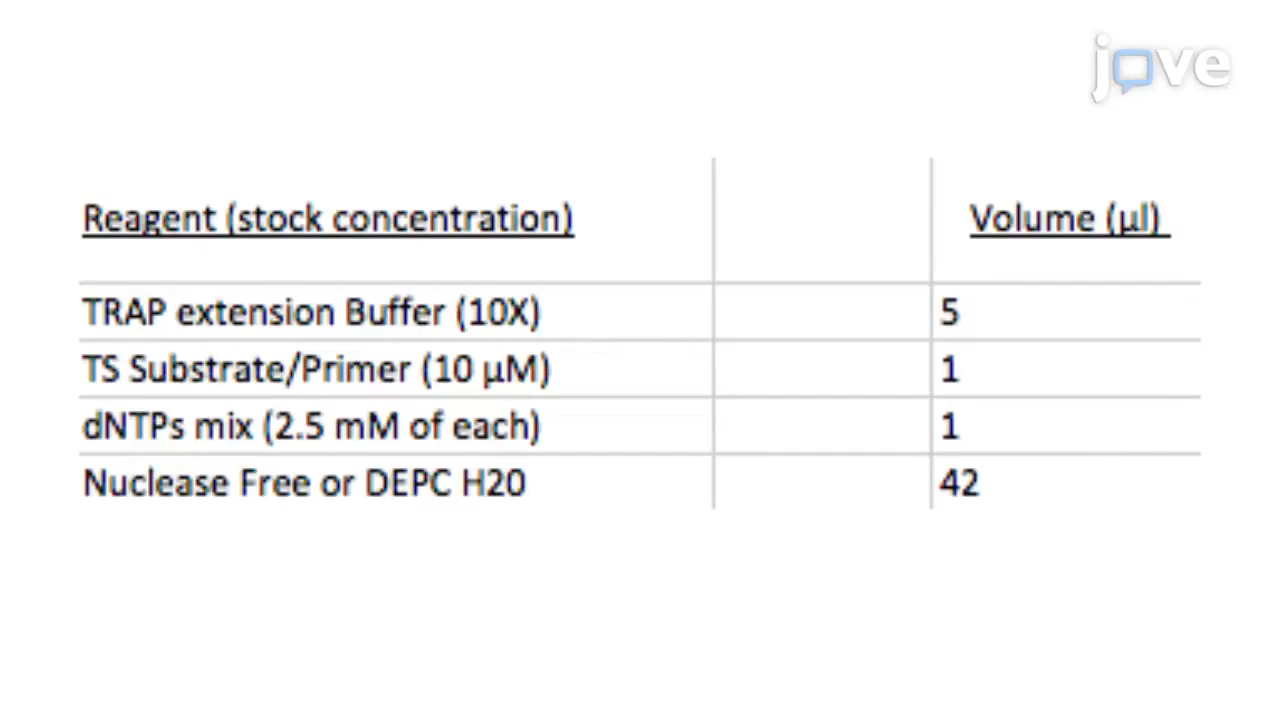 jove
Reagent (stock concentration) Volume (µl)
TRAP extension Buffer (10X) 5
TS Substrate/Primer (10 µM) 1
dNTPs mix (2.5 mM of each) 1
Nuclease Free or DEPC H20 42